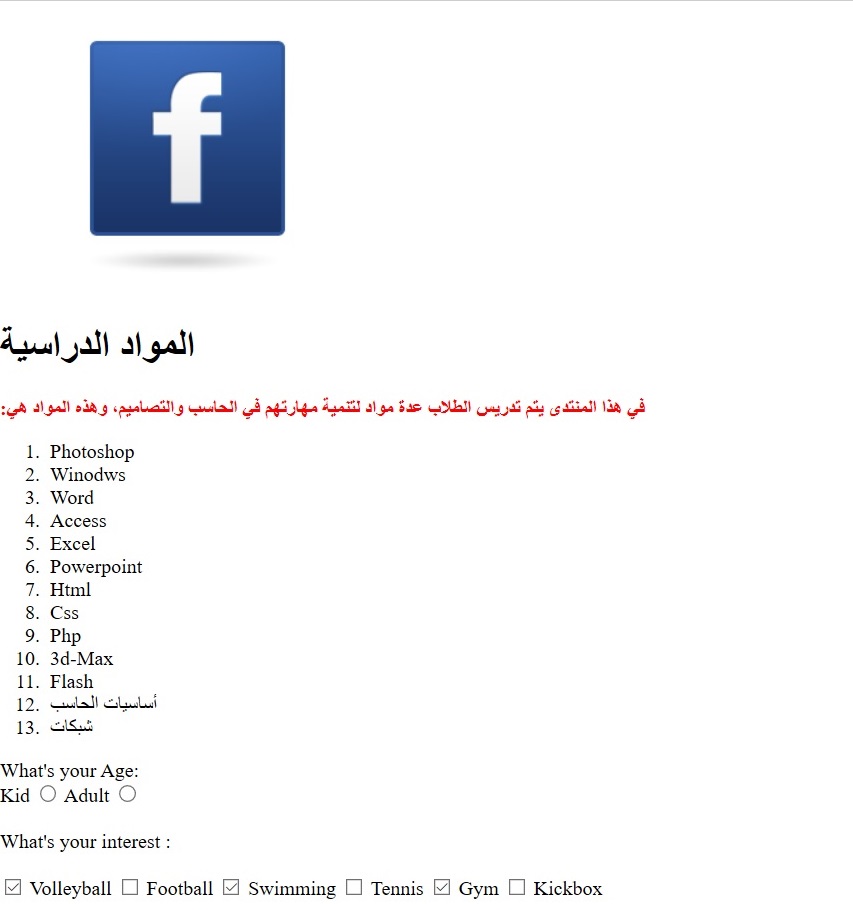 f
المواد الدراسية
في هذا المنتدى يتم تدريس الطلاب عدة مواد لتنمية مهارتهم في الحاسب والتصاميم، وهذه المواد هي:
1. Photoshop
2. Winodws
3. Word
4. Access
5. Excel
6. Powerpoint
7. Html
8. Css
9. Php
10. 3d-Max
11. Flash
12. أساسيات الحاسب
13. شبكات
What's your Age:
Kid Adult
What's your interest :
Volleyball Football Swimming Tennis Gym Kickbox